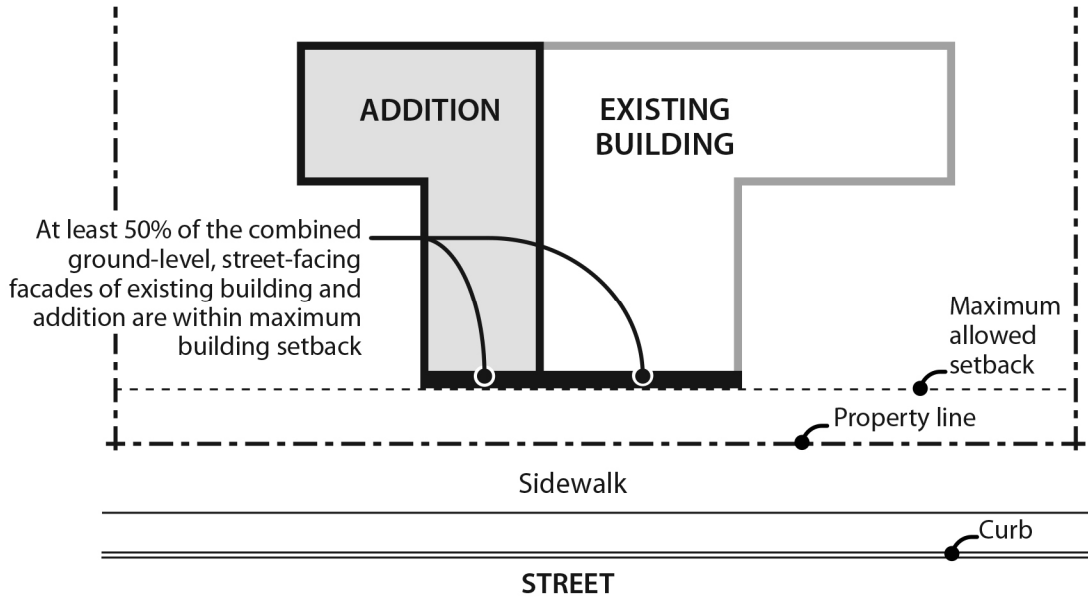 ADDITION
EXISTING
BUILDING
At least 50% of the combined
ground-level, street-facing
facades of existing building and
addition are within maximum
building setback
Maximum
allowed
setback
Property line
Sidewalk
Curb
STREET